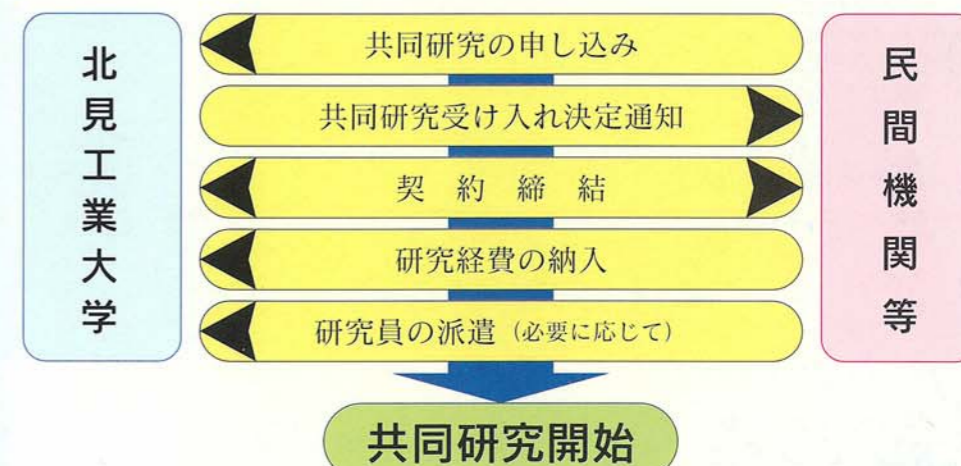 北見工業大学
共同研究の申し込み
共同研究受け入れ決定通知
契約締結
研究経費の納入
研究員の派遣（必要に応じて）
民間機関等
共同研究開始